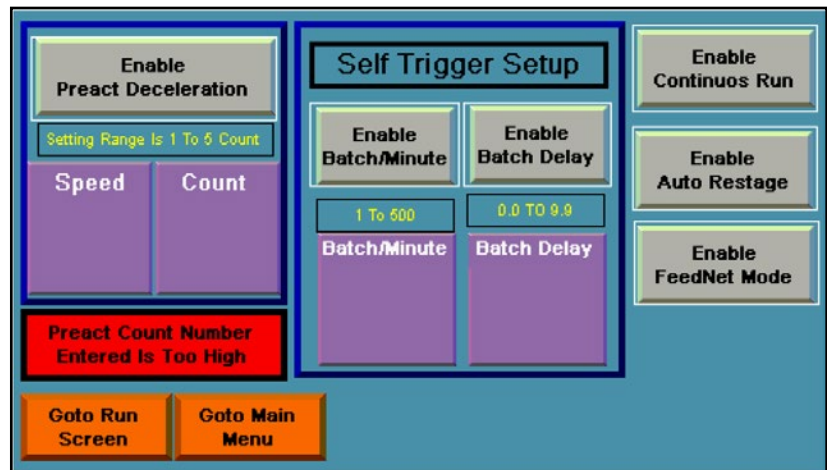 Enable
Preact Deceleration
Setting Range Is 1 To 5 Count
Speed
Count
Preact Count Number
Entered Is Too High
Goto Run
Screen
Goto Main
Menu
Self Trigger Setup
Enable
Batch/Minute
Enable
Batch Delay
1 To 500
0.0 TO 9.9
Batch/Minute
Batch Delay
Enable
Continuos Run
Enable
Auto Restage
Enable
FeedNet Mode